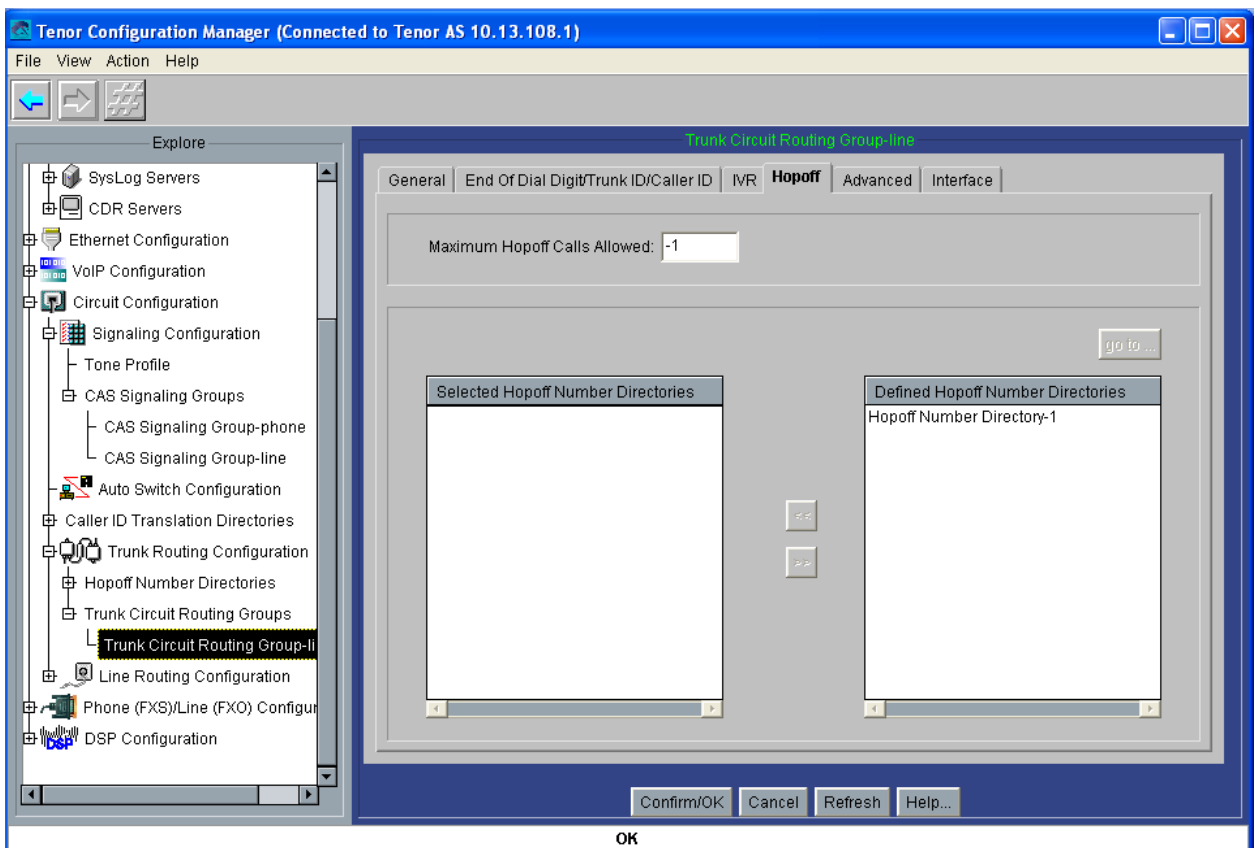 Tenor Configuration Manager (Connected to Tenor AS 10.13.108.1)
File View Action Help
Explore
SysLog Servers
CDR Servers
Ethernet Configuration
VoIP Configuration
Circuit Configuration
Signaling Configuration
Tone Profile
CAS Signaling Groups
CAS Signaling Group-phone
CAS Signaling Group-line
Auto Switch Configuration
Caller ID Translation Directories
Trunk Routing Configuration
Hopoff Number Directories
Trunk Circuit Routing Groups
Trunk Circuit Routing Group-li
Line Routing Configuration
Phone (FXS)/Line (FXO) Configur
DSP Configuration
Trunk Circuit Routing Group-line
General End Of Dial Digit/Trunk ID/Caller ID IVR Hopoff Advanced Interface
Maximum Hopoff Calls Allowed: -1
go to ...
Selected Hopoff Number Directories
<<
>>
Defined Hopoff Number Directories
Hopoff Number Directory-1
Confirm/OK Cancel Refresh Help...
OK